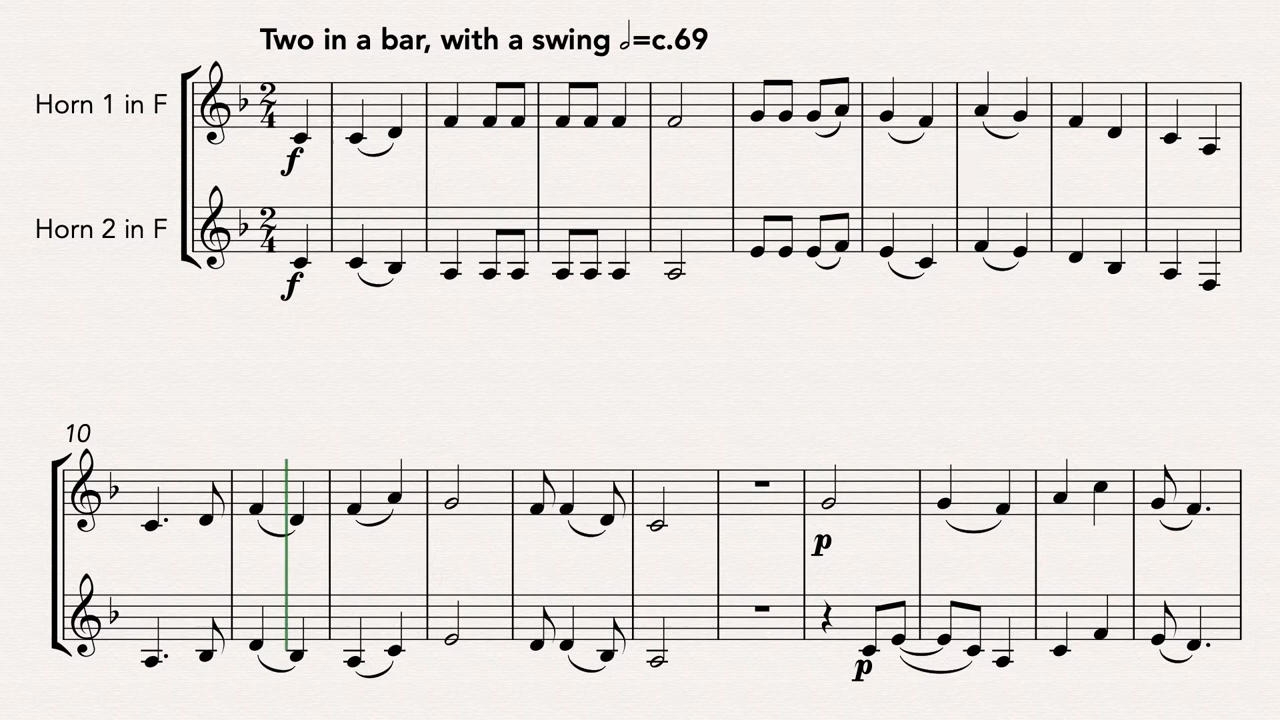 Two in a bar, with a swing 𝅗𝅥=c.69
Horn 1 in F
2
4
f
Horn 2 in F
2
4
f
10
p
p